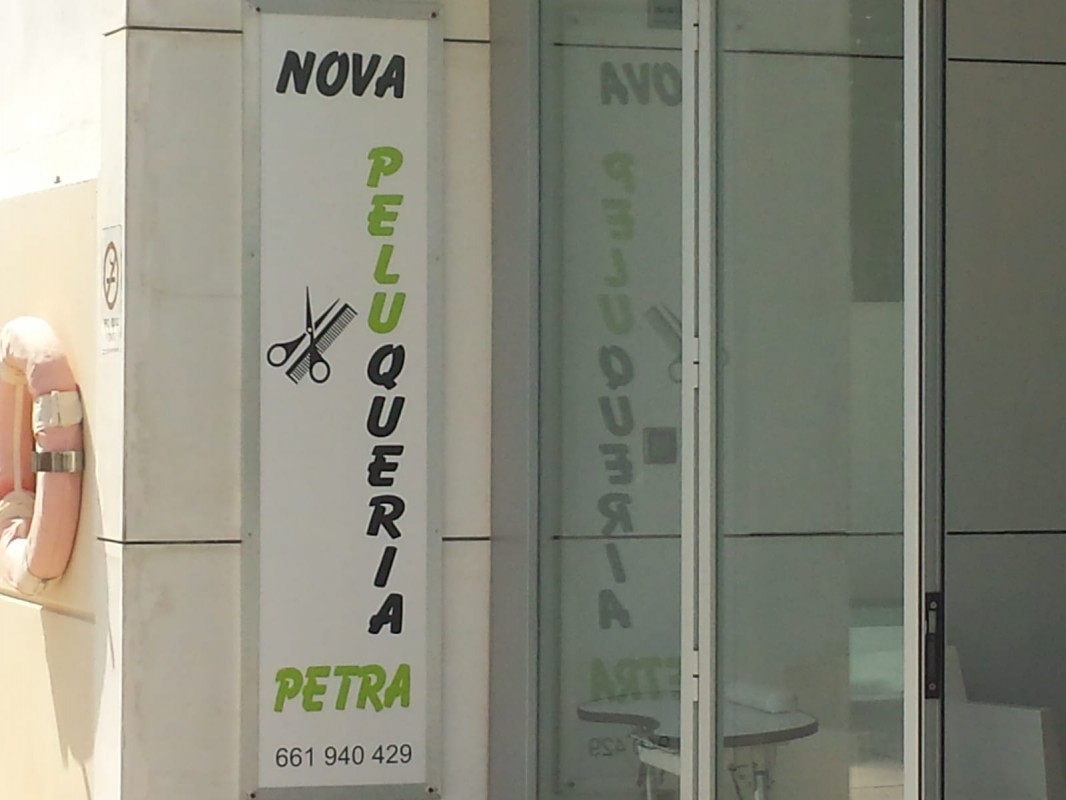 NOVA
PELUQUERIA
PETRA
661 940 429